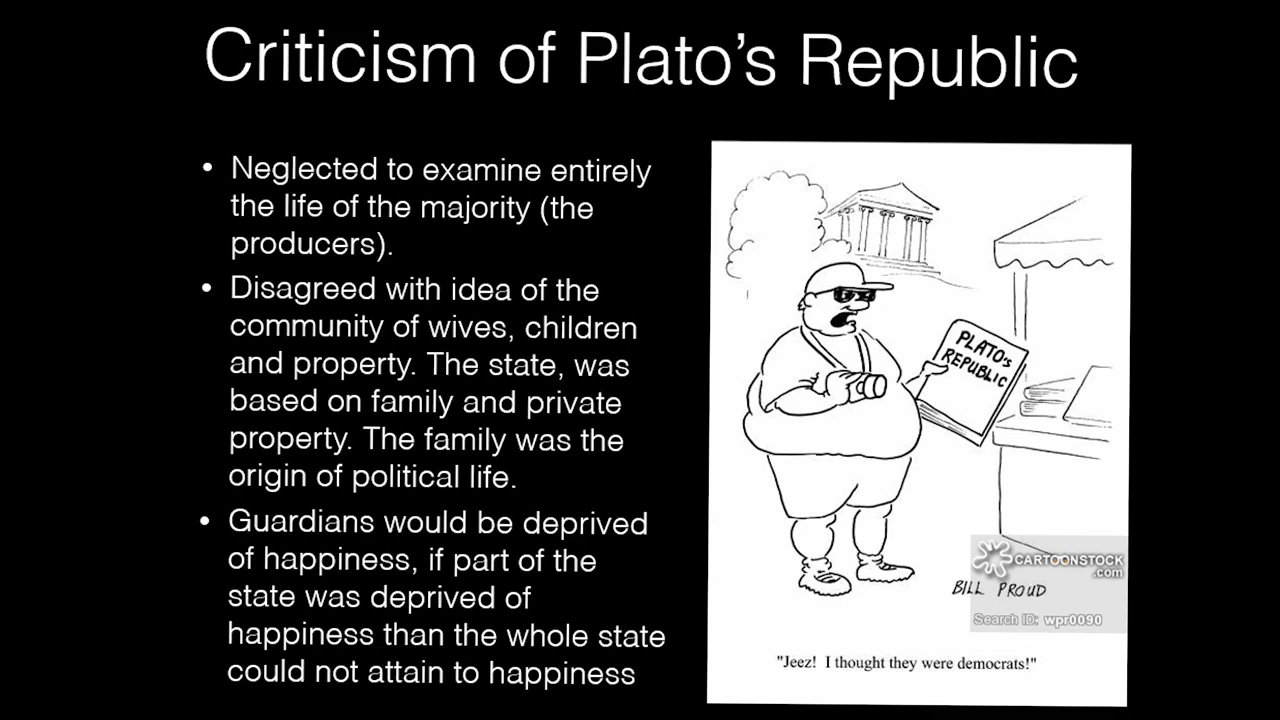 Criticism of Plato's Republic
• Neglected to examine entirely
the life of the majority (the
producers).
• Disagreed with idea of the
community of wives, children
and property. The state, was
based on family and private
property. The family was the
origin of political life.
• Guardians would be deprived
of happiness, if part of the
state was deprived of
happiness than the whole state
could not attain to happiness
PLATO'S
REPUBLIC
CARTOONSTOCK
.com
BILL PROUD
Search ID: wpr0090
"Jeez! I thought they were democrats!"